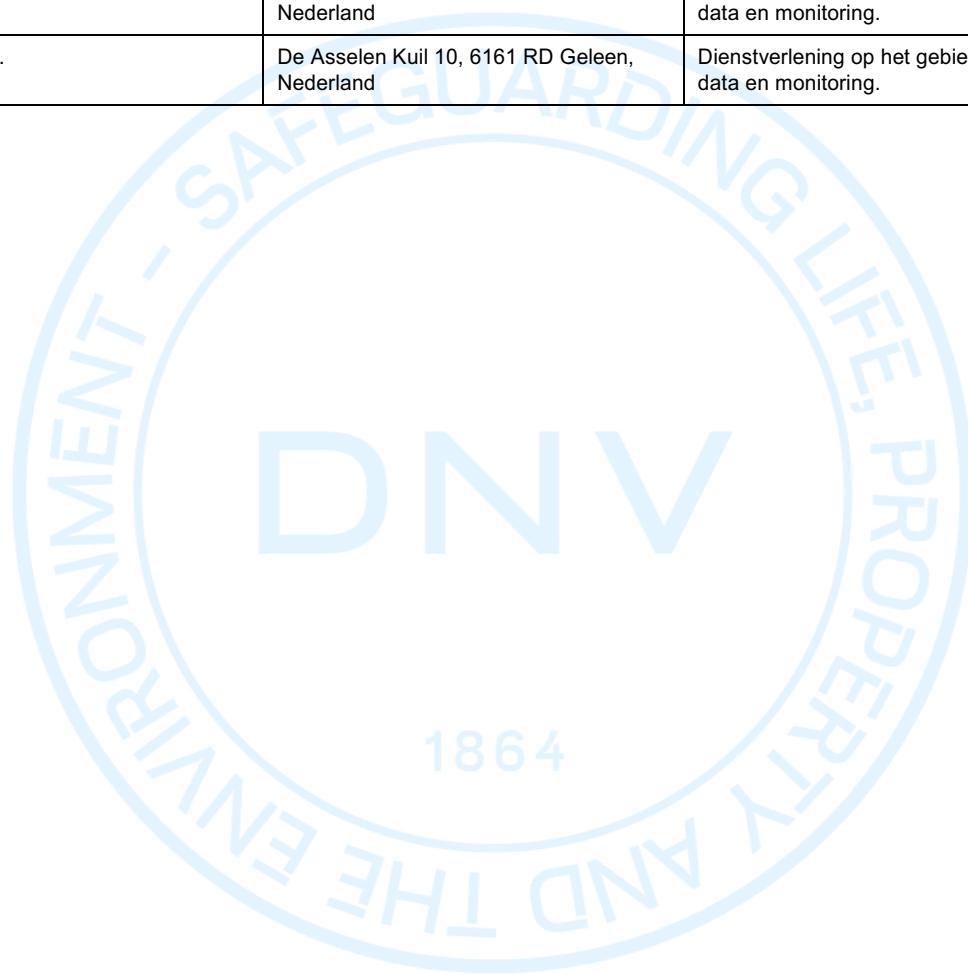 Nederland
data en monitoring.
.
De Asselen Kuil 10, 6161 RD Geleen,
Nederland
Dienstverlening op het gebie
data en monitoring.
SAFEGUARDING LIFE, PROPERTY AND THE ENVIRONMENT -
DNV
1864